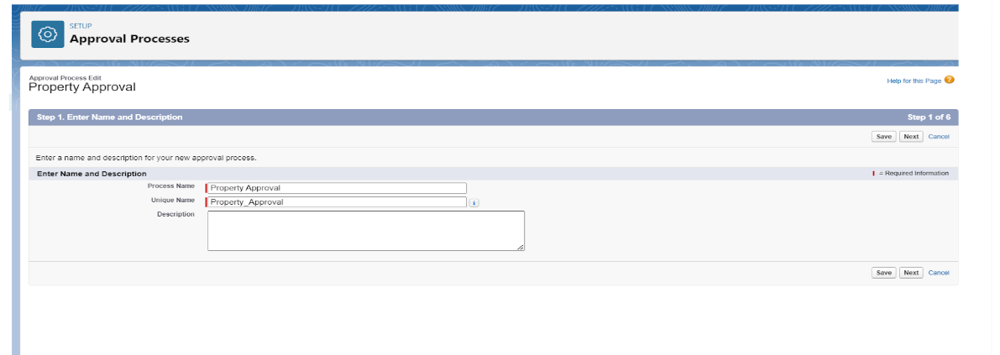 SETUP
Approval Processes
Approval Process Edit
Property Approval
Help for this Page ?
Step 1. Enter Name and Description Step 1 of 6
Save Next Cancel
Enter a name and description for your new approval process.
Enter Name and Description = Required Information
Process Name Property Approval
Unique Name Property_Approval i
Description
Save Next Cancel